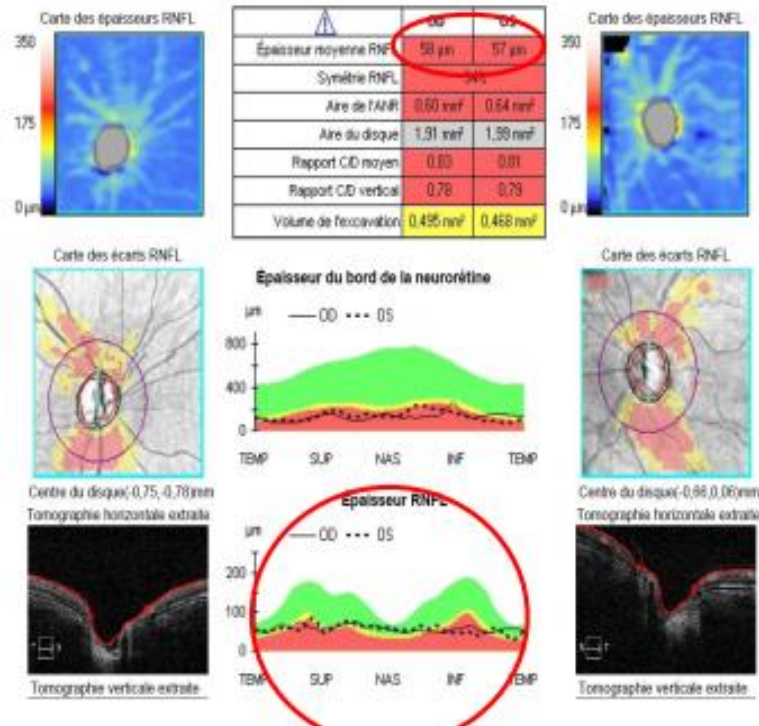 Carte des épaisseurs RNFL
350
175
0 µm
OD OS
Épaisseur moyenne RNFL 58 µm 57 µm
Symétrie RNFL
Aire de l'ANR 0,60 mm² 0,64 mm²
Aire du disque 1,91 mm² 1,99 mm²
Rapport C/D moyen 0,83 0,81
Rapport C/D vertical 0,78 0,79
Volume de l'excavation 0,495 mm³ 0,468 mm³
Carte des épaisseurs RNFL
350
175
0 µm
Carte des écarts RNFL
Centre du disque(-0,75,-0,78)mm
Tomographie horizontale extraite
Tomographie verticale extraite
Épaisseur du bord de la neurorétine
µm
OD OS
800
400
0
TEMP SUP NAS INF TEMP
Épaisseur RNFL
µm
OD OS
200
100
0
TEMP SUP NAS INF TEMP
Carte des écarts RNFL
Centre du disque(-0,66,0,06)mm
Tomographie horizontale extraite
Tomographie verticale extraite